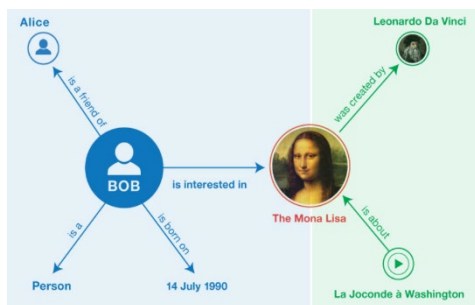 Alice
Leonardo Da Vinci
is a friend of
was created by
BOB
is interested in
The Mona Lisa
is a
is born on
is about
Person
14 July 1990
La Joconde à Washington